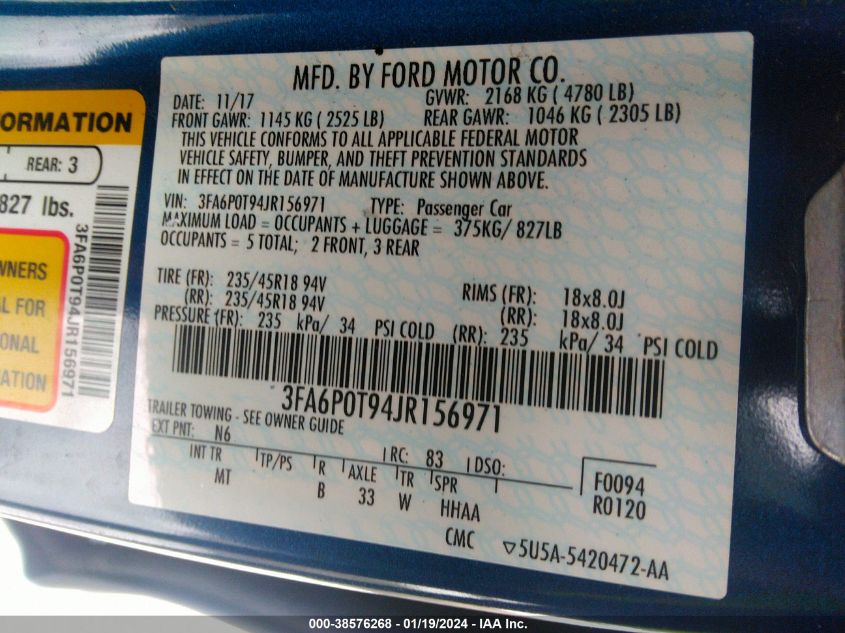 ORMATION
REAR: 3
827 lbs.
3FA6P0T94JR156971
WNERS
AL FOR
ONAL
MATION
MFD. BY FORD MOTOR CO.
DATE: 11/17 GVWR: 2168 KG ( 4780 LB)
FRONT GAWR: 1145 KG ( 2525 LB) REAR GAWR: 1046 KG ( 2305 LB)
THIS VEHICLE CONFORMS TO ALL APPLICABLE FEDERAL MOTOR
VEHICLE SAFETY, BUMPER, AND THEFT PREVENTION STANDARDS
IN EFFECT ON THE DATE OF MANUFACTURE SHOWN ABOVE.
VIN: 3FA6P0T94JR156971 TYPE: Passenger Car
MAXIMUM LOAD = OCCUPANTS + LUGGAGE = 375KG/ 827LB
OCCUPANTS = 5 TOTAL; 2 FRONT, 3 REAR
TIRE (FR): 235/45R18 94V RIMS (FR): 18x8.0J
(RR): 235/45R18 94V (RR): 18x8.0J
PRESSURE (FR): 235 kPa/ 34 PSI COLD (RR): 235 kPa/ 34 PSI COLD
3FA6P0T94JR156971
TRAILER TOWING - SEE OWNER GUIDE
EXT PNT: N6 RC: 83 DSO:
INT TR TP/PS R AXLE TR SPR F0094
MT B 33 W HHAA R0120
CMC ▽5U5A-5420472-AA
000-38576268 - 01/19/2024 - IAA Inc.